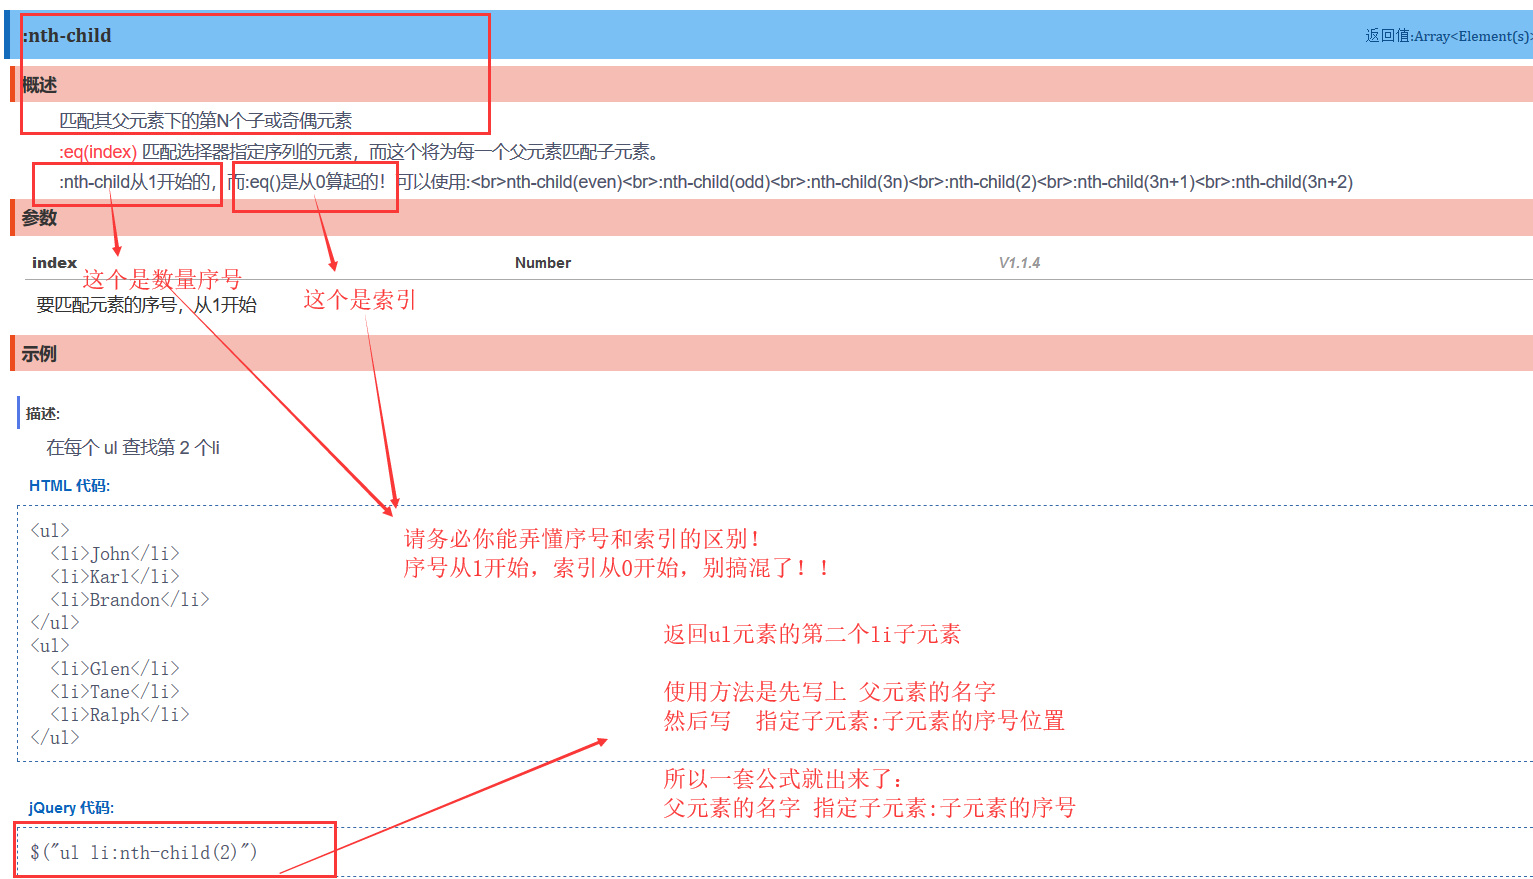 :nth-child
返回值:Array<Element(s)>
概述
匹配其父元素下的第N个子或奇偶元素
:eq(index) 匹配选择器指定序列的元素，而这个将为每一个父元素匹配子元素。
:nth-child从1开始的，而:eq()是从0算起的！可以使用:<br>nth-child(even)<br>:nth-child(odd)<br>:nth-child(3n)<br>:nth-child(2)<br>:nth-child(3n+1)<br>:nth-child(3n+2)
参数
index Number V1.1.4
这个是数量序号
这个是索引
要匹配元素的序号，从1开始
示例
描述:
在每个 ul 查找第 2 个li
HTML 代码:
<ul>
<li>John</li>
<li>Karl</li>
<li>Brandon</li>
</ul>
<ul>
<li>Glen</li>
<li>Tane</li>
<li>Ralph</li>
</ul>
请务必你能弄懂序号和索引的区别！
序号从1开始，索引从0开始，别搞混了！！
返回ul元素的第二个li子元素
使用方法是先写上 父元素的名字
然后写 指定子元素:子元素的序号位置
所以一套公式就出来了：
父元素的名字 指定子元素:子元素的序号
jQuery 代码:
$("ul li:nth-child(2)")